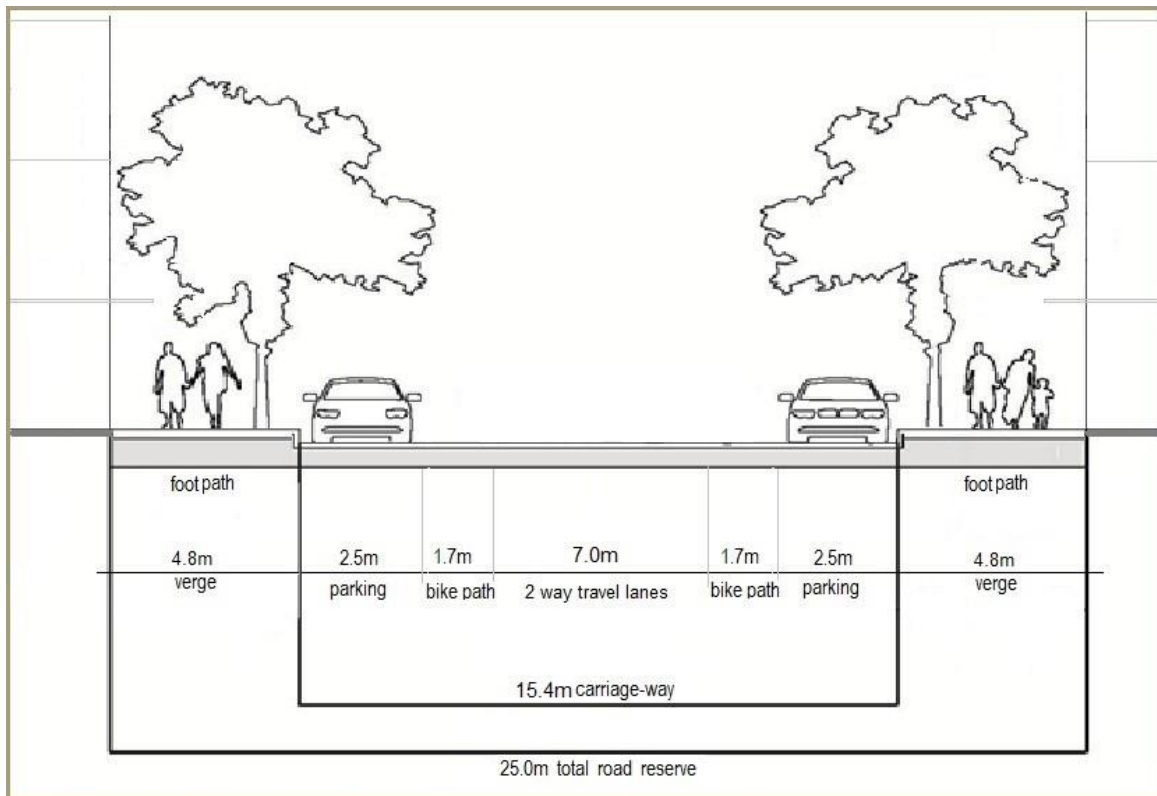 foot path
foot path
4.8m
2.5m
1.7m
7.0m
1.7m
2.5m
4.8m
verge
parking
bike path
2 way travel lanes
bike path
parking
verge
15.4m carriage-way
25.0m total road reserve